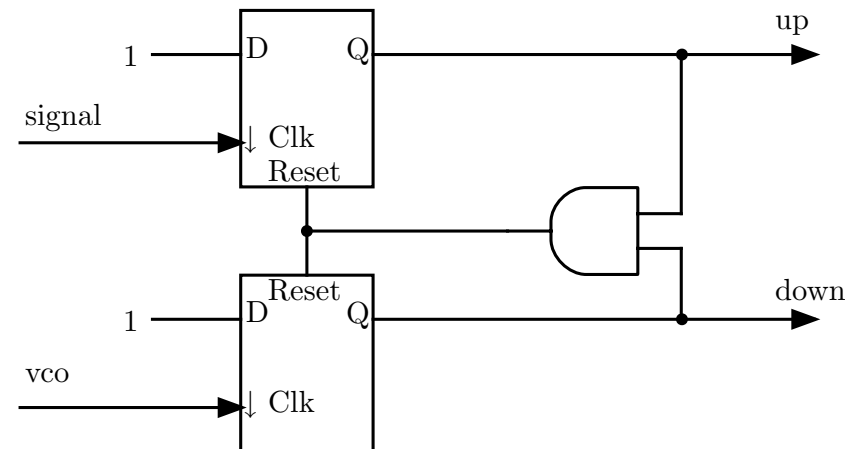 up
1 D Q
signal
↓ Clk
Reset
Reset
down
1 D Q
vco
↓ Clk